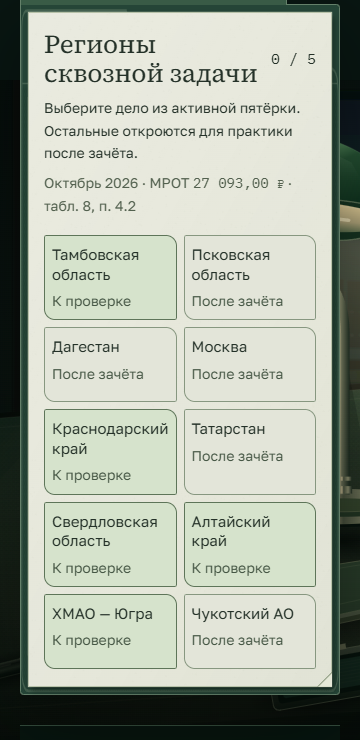 Регионы
сквозной задачи
0 / 5
Выберите дело из активной пятёрки.
Остальные откроются для практики
после зачёта.
Октябрь 2026 · МРОТ 27 093,00 ₽ ·
табл. 8, п. 4.2
Тамбовская
область
К проверке
Псковская
область
После зачёта
Дагестан
После зачёта
Москва
После зачёта
Краснодарский
край
К проверке
Татарстан
После зачёта
Свердловская
область
К проверке
Алтайский
край
К проверке
ХМАО — Югра
К проверке
Чукотский АО
После зачёта